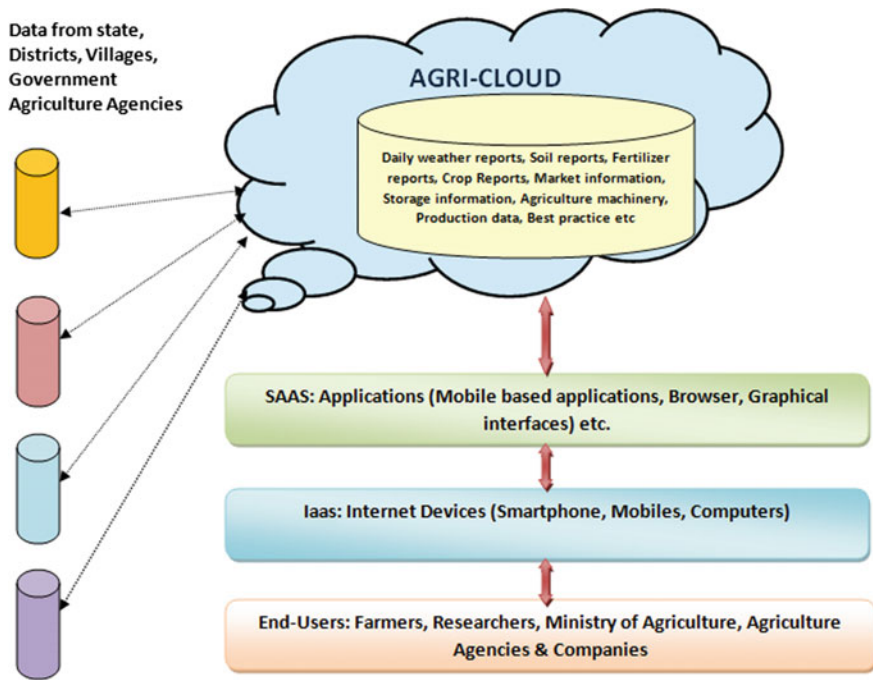 Data from state,
Districts, Villages,
Government
Agriculture Agencies
AGRI-CLOUD
Daily weather reports, Soil reports, Fertilizer
reports, Crop Reports, Market information,
Storage information, Agriculture machinery,
Production data, Best practice etc
SAAS: Applications (Mobile based applications, Browser, Graphical
interfaces) etc.
Iaas: Internet Devices (Smartphone, Mobiles, Computers)
End-Users: Farmers, Researchers, Ministry of Agriculture, Agriculture
Agencies & Companies